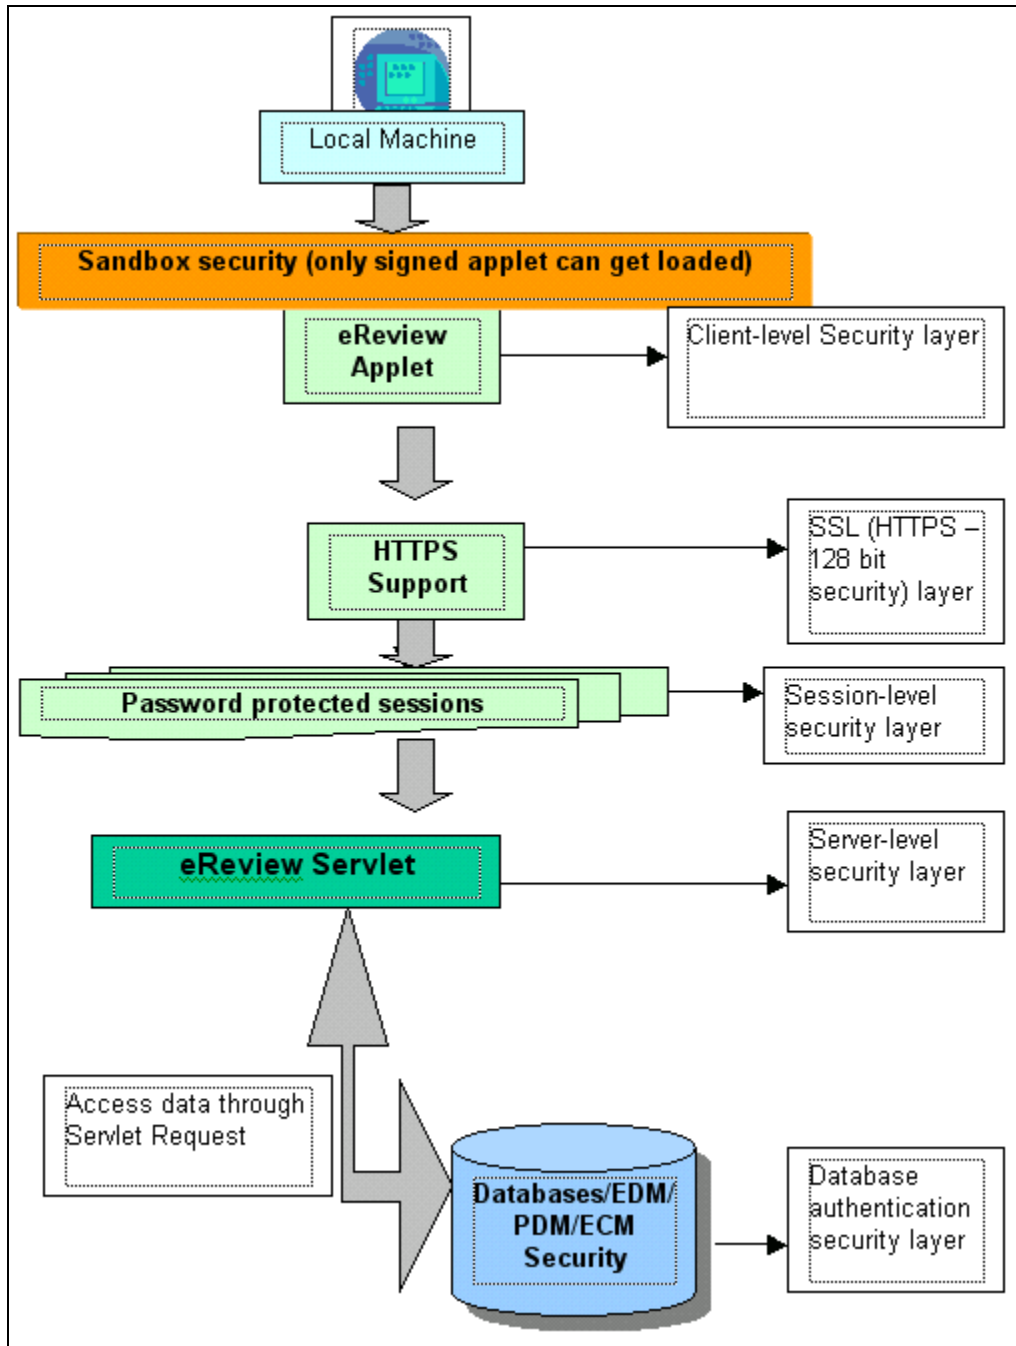 Local Machine
Sandbox security (only signed applet can get loaded)
eReview
Applet
Client-level Security layer
HTTPS
Support
SSL (HTTPS –
128 bit
security) layer
Password protected sessions
Session-level
security layer
eReview Servlet
Server-level
security layer
Access data through
Servlet Request
Databases/EDM/
PDM/ECM
Security
Database
authentication
security layer